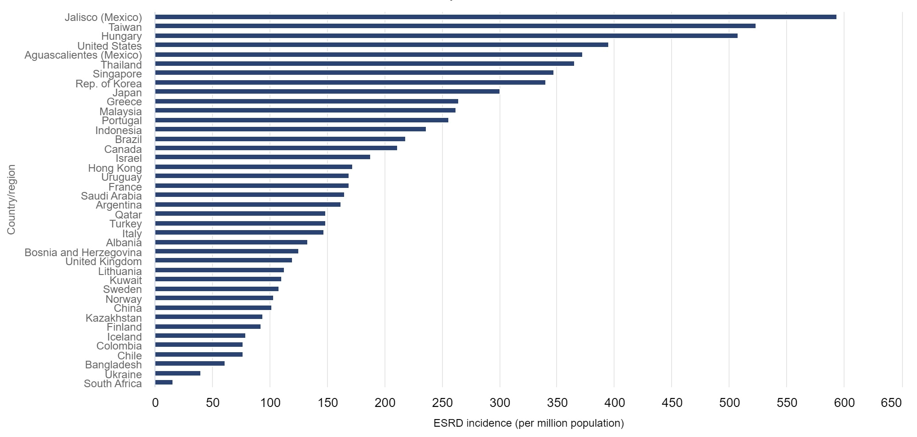 Jalisco (Mexico)
Taiwan
Hungary
United States
Aguascalientes (Mexico)
Thailand
Singapore
Rep. of Korea
Japan
Greece
Malaysia
Portugal
Indonesia
Brazil
Canada
Israel
Hong Kong
Uruguay
France
Saudi Arabia
Argentina
Qatar
Turkey
Italy
Albania
Bosnia and Herzegovina
United Kingdom
Lithuania
Kuwait
Sweden
Norway
China
Kazakhstan
Finland
Iceland
Colombia
Chile
Bangladesh
Ukraine
South Africa
Country/region
0 50 100 150 200 250 300 350 400 450 500 550 600 650
ESRD incidence (per million population)